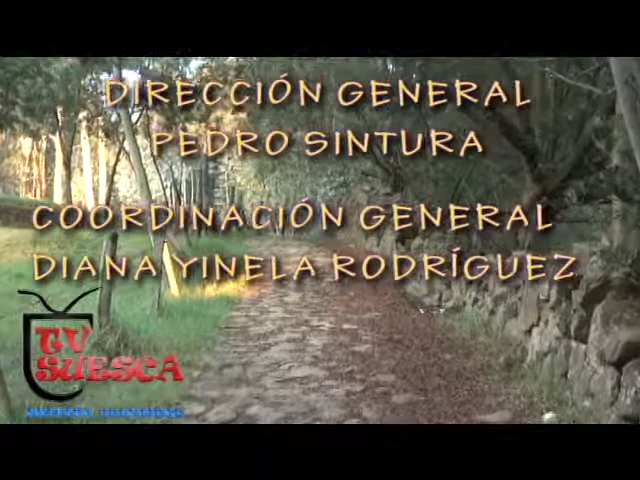 DIRECCIÓN GENERAL
PEDRO SINTURA
COORDINACIÓN GENERAL
DIANA YINELA RODRÍGUEZ
TV
SUESCA